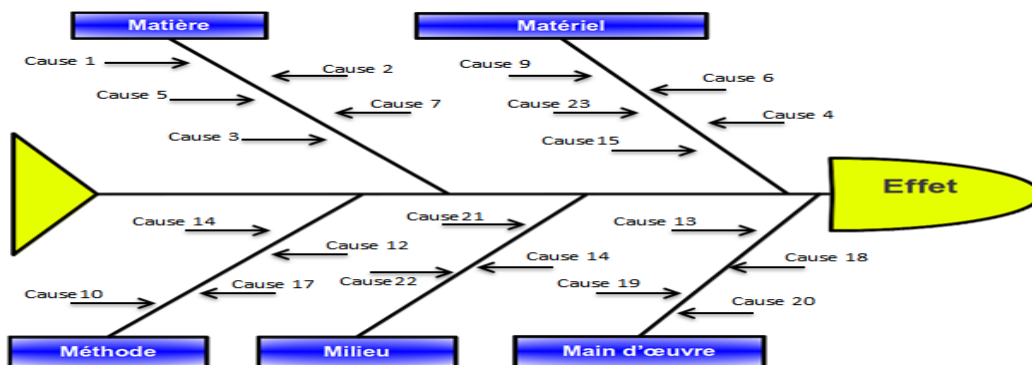 Matière
Matériel
Cause 1
Cause 2
Cause 9
Cause 6
Cause 5
Cause 7
Cause 23
Cause 4
Cause 3
Cause15
Effet
Cause 14
Cause21
Cause 13
Cause 12
Cause 14
Cause 18
Cause 17
Cause22
Cause19
Cause10
Cause 20
Méthode
Milieu
Main d'œuvre